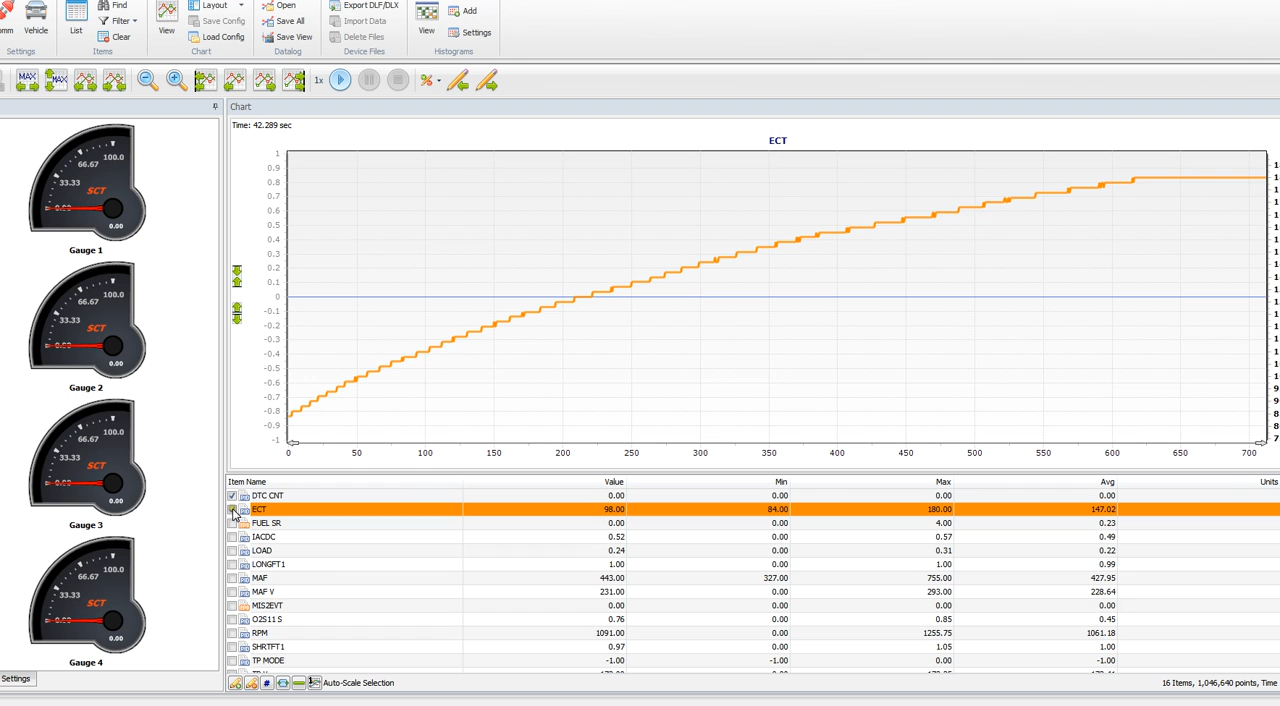 Find
Layout
Open
Export DLF/DLX
Add
Filter
Save Config
Save All
Import Data
Vehicle
List
Clear
View
Load Config
Save View
Delete Files
View
Settings
Settings
Items
Chart
Datalog
Device Files
Histograms
MAX
MAX
1x
%
Chart
Time: 42.289 sec
ECT
1
0.9
0.8
0.7
0.6
0.5
0.4
0.3
0.2
0.1
0
-0.1
-0.2
-0.3
-0.4
-0.5
-0.6
-0.7
-0.8
-0.9
-1
0 50 100 150 200 250 300 350 400 450 500 550 600 650 700
33.33 66.67 100.0
SCT
0.00 0.00
Gauge 1
33.33 66.67 100.0
SCT
0.00 0.00
Gauge 2
33.33 66.67 100.0
SCT
0.00 0.00
Gauge 3
33.33 66.67 100.0
SCT
0.00 0.00
Gauge 4
Settings
Item Name Value Min Max Avg Units
DTC CNT 0.00 0.00 0.00 0.00
ECT 98.00 84.00 180.00 147.02
FUEL SR 0.00 0.00 4.00 0.23
IACDC 0.52 0.00 0.57 0.49
LOAD 0.24 0.00 0.31 0.22
LONGFT1 1.00 0.00 1.00 0.99
MAF 443.00 327.00 755.00 427.95
MAF V 231.00 0.00 293.00 228.64
MIS2EVT 0.00 0.00 0.00 0.00
O2S11 S 0.76 0.00 0.85 0.45
RPM 1091.00 0.00 1255.75 1061.18
SHRTFT1 0.97 0.00 1.05 1.00
TP MODE -1.00 -1.00 0.00 -1.00
Auto-Scale Selection
16 Items, 1,046,640 points, Time